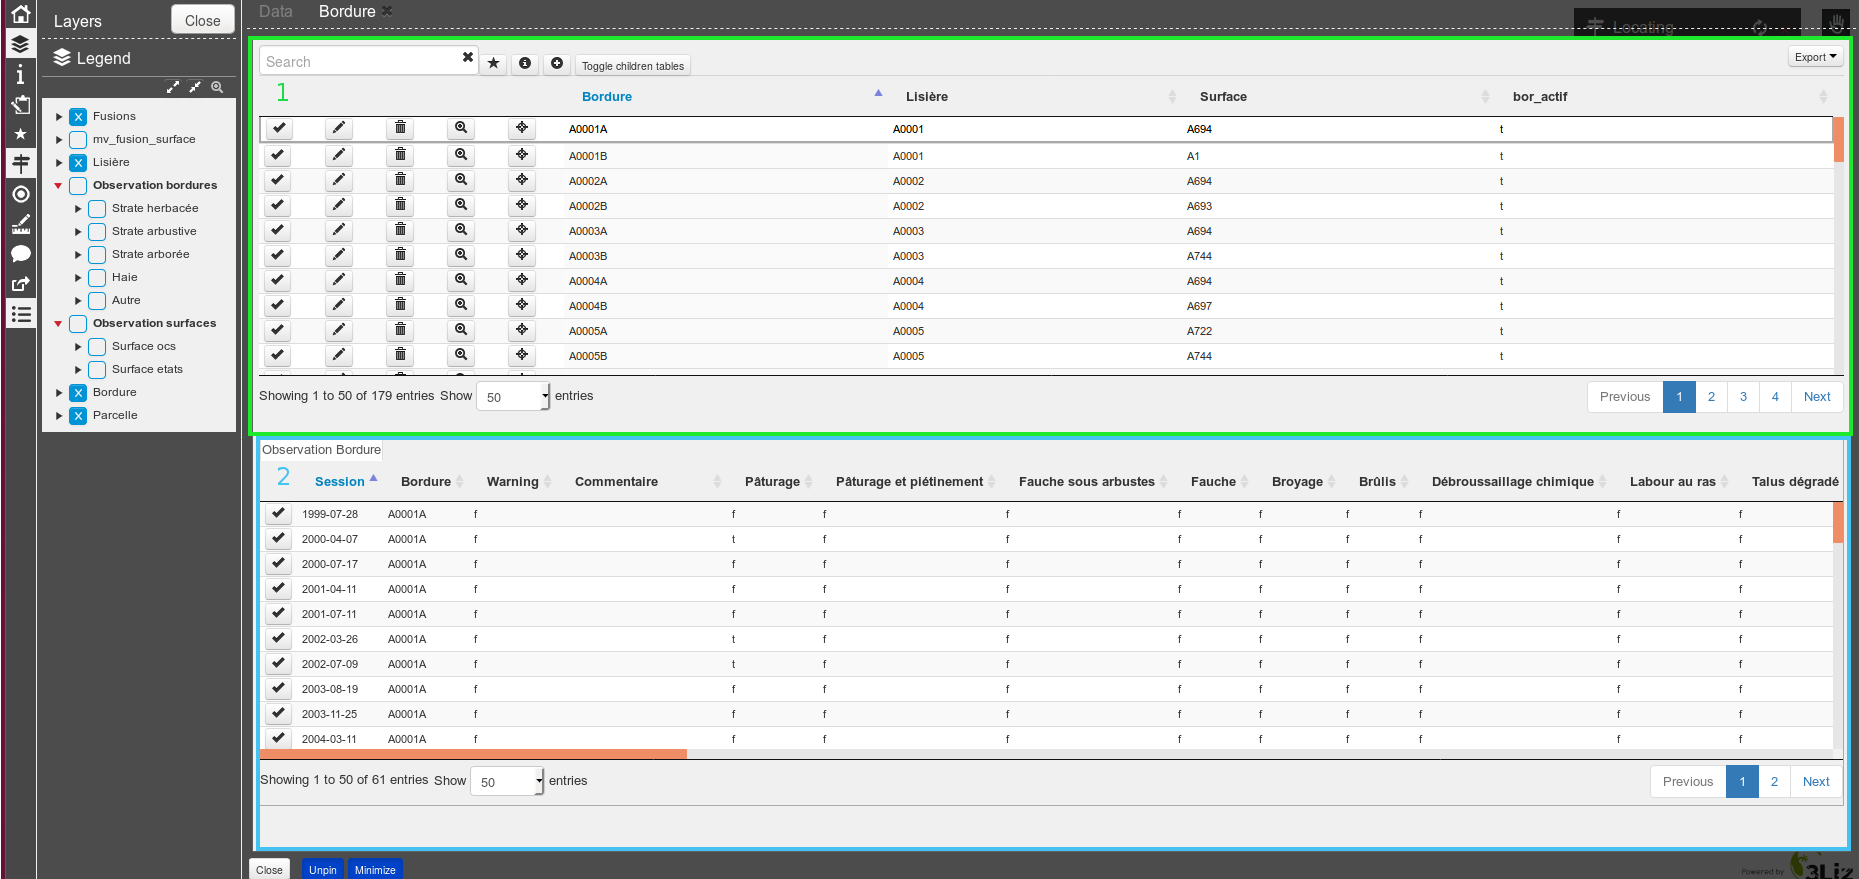 Layers
Close
Legend
Fusions
mv_fusion_surface
Lisière
Observation bordures
Strate herbacée
Strate arbustive
Strate arborée
Haie
Autre
Observation surfaces
Surface ocs
Surface etats
Bordure
Parcelle
Data Bordure
Locating
Search Toggle children tables Export
1 Bordure Lisière Surface bor_actif
A0001A A0001 A694 t
A0001B A0001 A1 t
A0002A A0002 A694 t
A0002B A0002 A693 t
A0003A A0003 A694 t
A0003B A0003 A744 t
A0004A A0004 A694 t
A0004B A0004 A697 t
A0005A A0005 A722 t
A0005B A0005 A744 t
Showing 1 to 50 of 179 entries Show 50 entries Previous 1 2 3 4 Next
Observation Bordure
2 Session Bordure Warning Commentaire Pâturage Pâturage et piétinement Fauche sous arbustes Fauche Broyage Brûlis Débroussaillage chimique Labour au ras Talus dégradé
1999-07-28 A0001A f f f f f f f f f f
2000-04-07 A0001A f t f f f f f f f f
2000-07-17 A0001A f f f f f f f f f f
2001-04-11 A0001A f f f f f f f f f f
2001-07-11 A0001A f f f f f f f f f f
2002-03-26 A0001A f t f f f f f f f f
2002-07-09 A0001A f t f f f f f f f f
2003-08-19 A0001A f f f f f f f f f f
2003-11-25 A0001A f f f f f f f f f f
2004-03-11 A0001A f f f f f f f f f f
Showing 1 to 50 of 61 entries Show 50 entries Previous 1 2 Next
Close Unpin Minimize
Powered by 3Liz